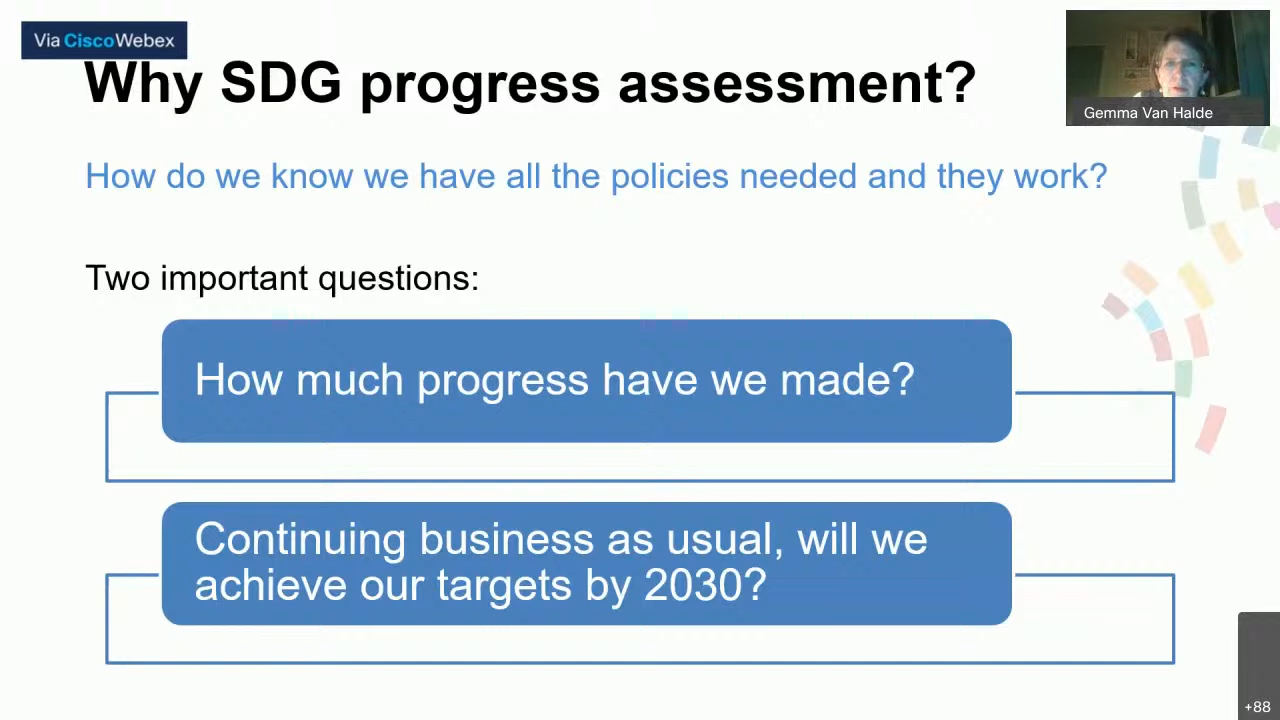 Via CiscoWebex
Why SDG progress assessment?
Gemma Van Halde
How do we know we have all the policies needed and they work?
Two important questions:
How much progress have we made?
Continuing business as usual, will we
achieve our targets by 2030?
+88